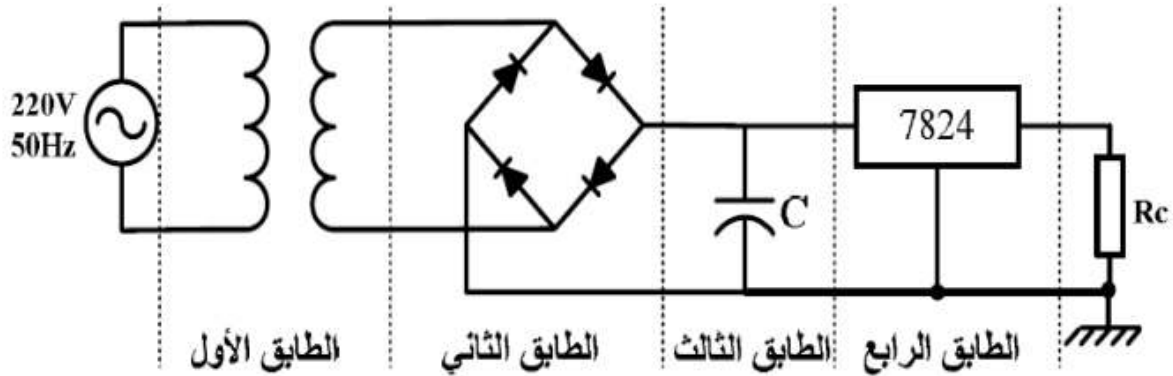 220V
50Hz
7824
C
Rc
الطابق الأول
الطابق الثاني
الطابق الثالث
الطابق الرابع